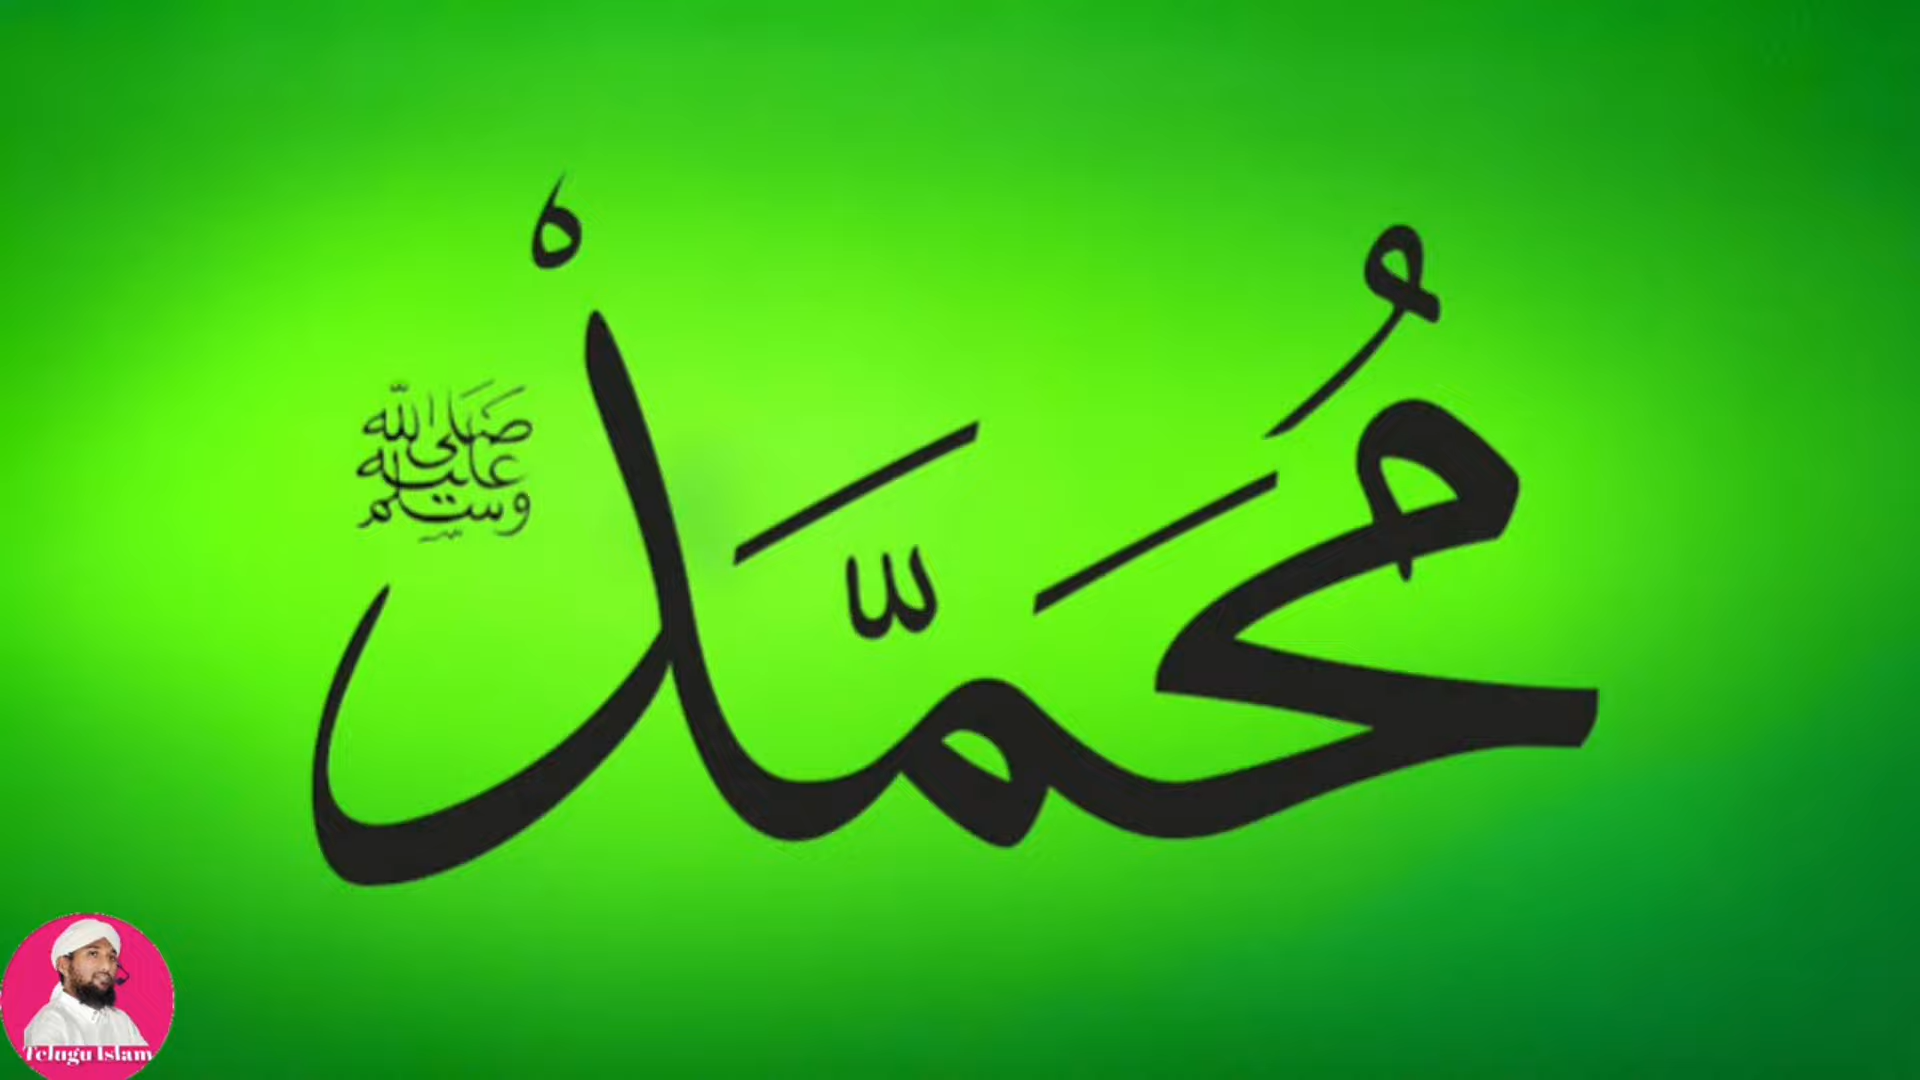 مُحَمَّدْ
صلى الله
عليه
وسلم
Telugu Islam